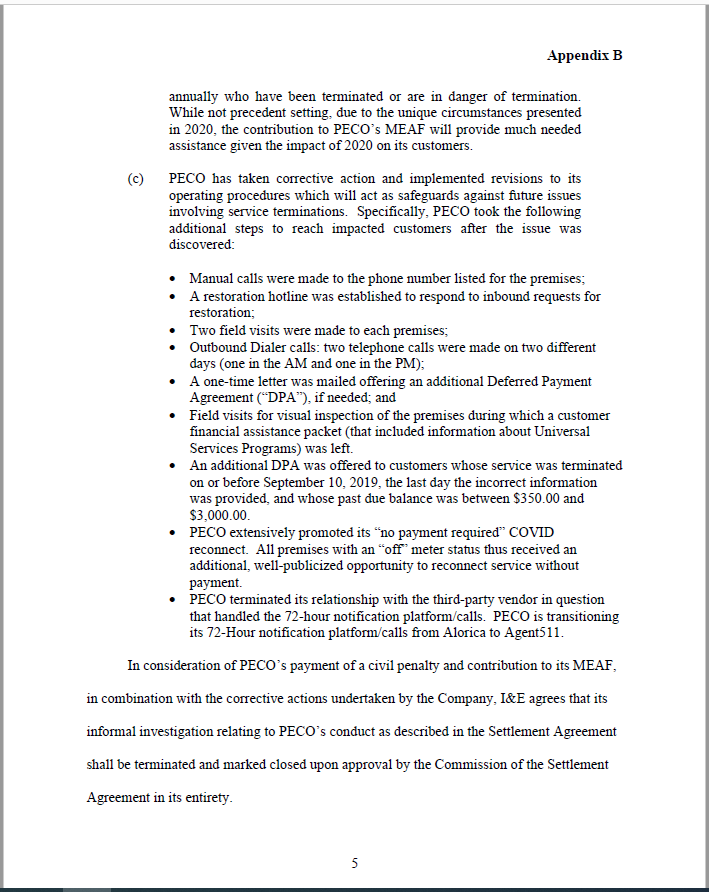 Appendix B
annually who have been terminated or are in danger of termination.
While not precedent setting, due to the unique circumstances presented
in 2020, the contribution to PECO's MEAF will provide much needed
assistance given the impact of 2020 on its customers.
(c) PECO has taken corrective action and implemented revisions to its
operating procedures which will act as safeguards against future issues
involving service terminations. Specifically, PECO took the following
additional steps to reach impacted customers after the issue was
discovered:
• Manual calls were made to the phone number listed for the premises;
• A restoration hotline was established to respond to inbound requests for
restoration;
• Two field visits were made to each premises;
• Outbound Dialer calls: two telephone calls were made on two different
days (one in the AM and one in the PM);
• A one-time letter was mailed offering an additional Deferred Payment
Agreement ("DPA"), if needed; and
• Field visits for visual inspection of the premises during which a customer
financial assistance packet (that included information about Universal
Services Programs) was left.
• An additional DPA was offered to customers whose service was terminated
on or before September 10, 2019, the last day the incorrect information
was provided, and whose past due balance was between $350.00 and
$3,000.00.
• PECO extensively promoted its "no payment required" COVID
reconnect. All premises with an "off" meter status thus received an
additional, well-publicized opportunity to reconnect service without
payment.
• PECO terminated its relationship with the third-party vendor in question
that handled the 72-hour notification platform/calls. PECO is transitioning
its 72-Hour notification platform/calls from Alorica to Agent511.
In consideration of PECO's payment of a civil penalty and contribution to its MEAF,
in combination with the corrective actions undertaken by the Company, I&E agrees that its
informal investigation relating to PECO's conduct as described in the Settlement Agreement
shall be terminated and marked closed upon approval by the Commission of the Settlement
Agreement in its entirety.
5